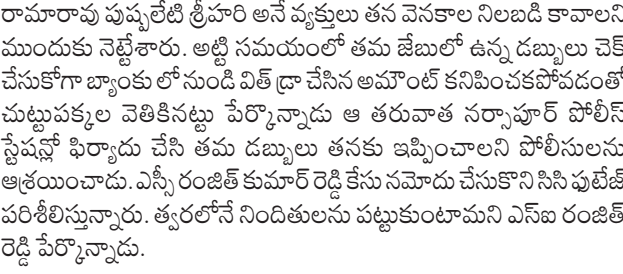 రామారావు పుష్పలేటి శ్రీహరి అనే వ్యక్తులు తన వెనకాల నిలబడి కావాలని
ముందుకు నెట్టేశారు. అట్టి సమయంలో తమ జేబులో ఉన్న డబ్బులు చెక్
చేసుకోగా బ్యాంకు లో నుండి విత్ డ్రా చేసిన అమౌంట్ కనిపించకపోవడంతో
చుట్టుపక్కల వెతికినట్టు పేర్కొన్నాడు ఆ తరువాత నర్సాపూర్ పోలీస్
స్టేషన్లో ఫిర్యాదు చేసి తమ డబ్బులు తనకు ఇప్పించాలని పోలీసులను
ఆశ్రయించాడు. ఎస్సీ రంజిత్ కుమార్ రెడ్డి కేసు నమోదు చేసుకొని సిసి ఫుటేజ్
పరిశీలిస్తున్నారు. త్వరలోనే నిందితులను పట్టుకుంటామని ఎస్ఐ రంజిత్
రెడ్డి పేర్కొన్నాడు.